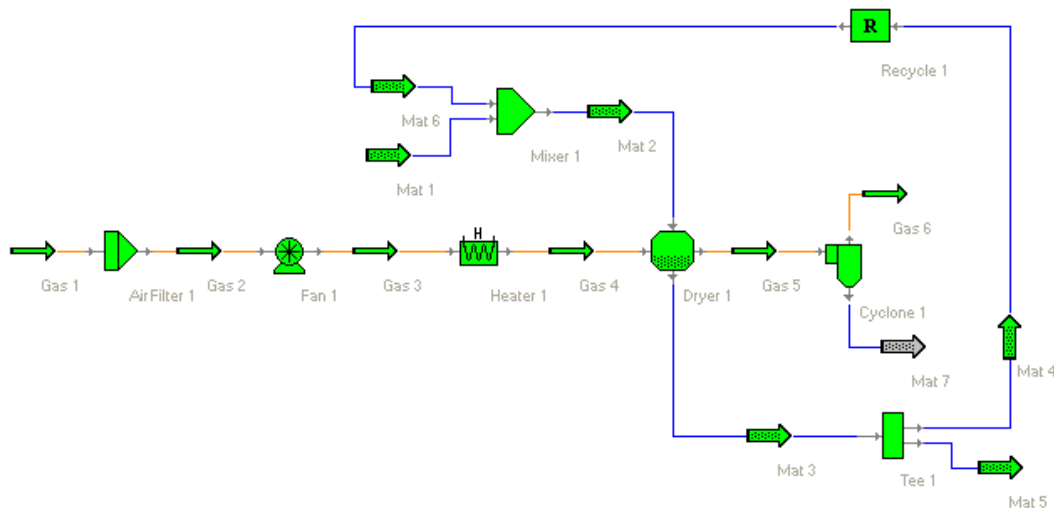 R
Recycle 1
Mat 6
Mixer 1
Mat 2
Mat 1
H
Gas 6
Gas 1
AirFilter 1
Gas 2
Fan 1
Gas 3
Heater 1
Gas 4
Dryer 1
Gas 5
Cyclone 1
Mat 7
Mat 4
Mat 3
Tee 1
Mat 5